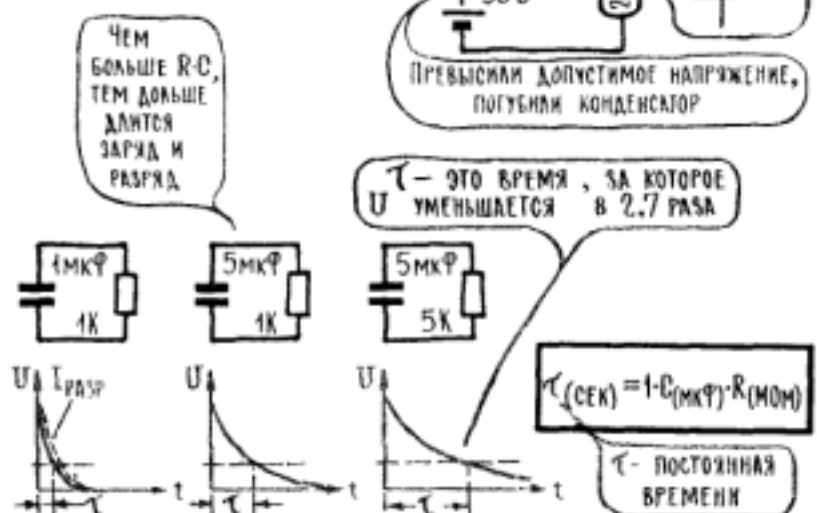 ЧЕМ
БОЛЬШЕ R·C,
ТЕМ ДОЛЬШЕ
ДЛИТСЯ
ЗАРЯД И
РАЗРЯД
ПРЕВЫСИЛИ ДОПУСТИМОЕ НАПРЯЖЕНИЕ,
ПОГУБИЛИ КОНДЕНСАТОР
τ — ЭТО ВРЕМЯ, ЗА КОТОРОЕ
U УМЕНЬШАЕТСЯ В 2.7 РАЗА
1МКФ
1К
5МКФ
1К
5МКФ
5К
U I РАЗР
t
τ
U
t
τ
U
t
τ
τ(СЕК) = 1·C(МКФ)·R(МОМ)
τ - ПОСТОЯННАЯ
ВРЕМЕНИ